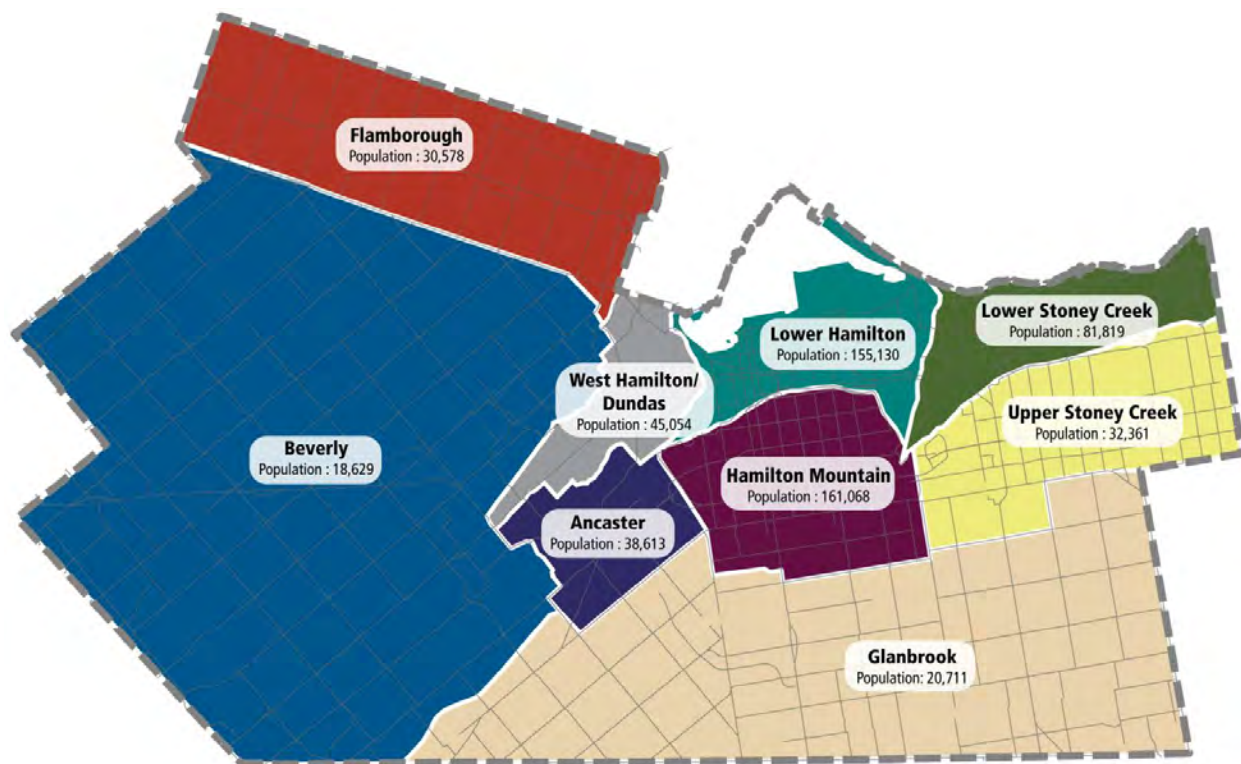 Flamborough
Population : 30,578
Lower Stoney Creek
Population : 81,819
Lower Hamilton
Population : 155,130
West Hamilton/
Dundas
Population : 45,054
Upper Stoney Creek
Population : 32,361
Beverly
Population : 18,629
Hamilton Mountain
Population : 161,068
Ancaster
Population : 38,613
Glanbrook
Population: 20,711